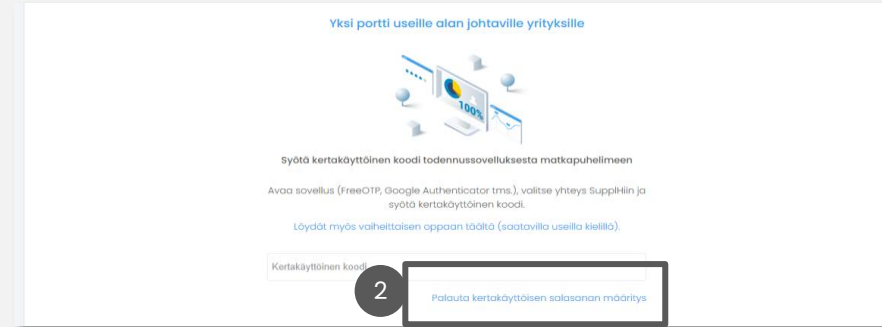 Yksi portti useille alan johtaville yrityksille
100%
Syötä kertakäyttöinen koodi todennussovelluksesta matkapuhelimeen
Avaa sovellus (FreeOTP, Google Authenticator tms.), valitse yhteys SupplHiin ja
syötä kertakäyttöinen koodi.
Löydät myös vaiheittaisen oppaan täältä (saatavilla useilla kielillä).
Kertakäyttöinen koodi
2
Palauta kertakäyttöisen salasanan määritys